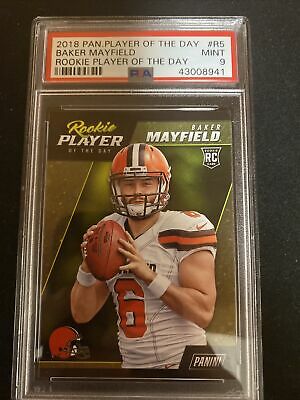 2018 PAN.PLAYER OF THE DAY #R5
BAKER MAYFIELD MINT
ROOKIE PLAYER OF THE DAY 9
PSA 43008941
Rookie
PLAYER
OF THE DAY
BAKER
MAYFIELD
RC
6
PANINI